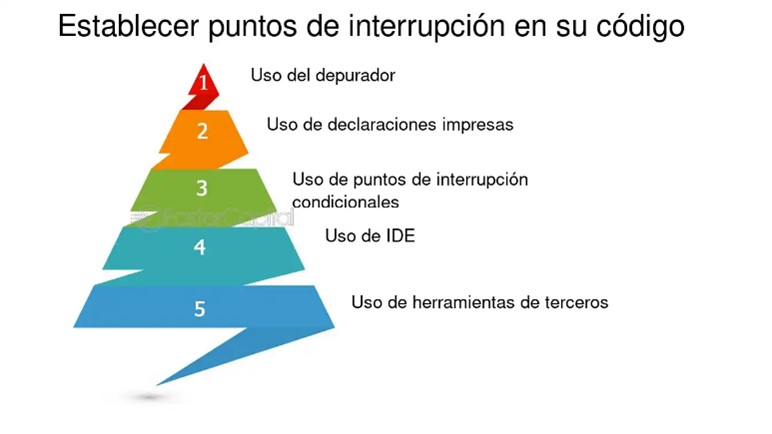 Establecer puntos de interrupción en su código
1
Uso del depurador
2
Uso de declaraciones impresas
3
Uso de puntos de interrupción
condicionales
FasterCapital
4
Uso de IDE
5
Uso de herramientas de terceros